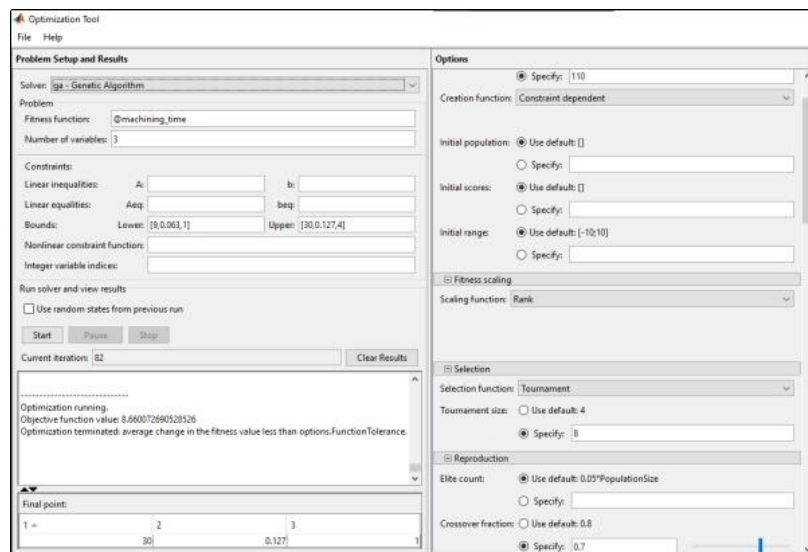 Optimization Tool
File Help
Problem Setup and Results
Solver: ga - Genetic Algorithm
Problem
Fitness function: @machining_time
Number of variables: 3
Constraints:
Linear inequalities: A: b:
Linear equalities: Aeq: beq:
Bounds: Lower: [9,0.063,1] Upper: [30,0.127,4]
Nonlinear constraint function:
Integer variable indices:
Run solver and view results
Use random states from previous run
Start Pause Stop
Current iteration: 82 Clear Results
Optimization running.
Objective function value: 8.660072690528526
Optimization terminated: average change in the fitness value less than options.FunctionTolerance.
Final point:
1 2 3
30 0.127 1
Options
Specify: 110
Creation function: Constraint dependent
Initial population: Use default: []
Specify:
Initial scores: Use default: []
Specify:
Initial range: Use default: [-10;10]
Specify:
Fitness scaling
Scaling function: Rank
Selection
Selection function: Tournament
Tournament size: Use default: 4
Specify: 8
Reproduction
Elite count: Use default: 0.05*PopulationSize
Specify:
Crossover fraction: Use default: 0.8
Specify: 0.7